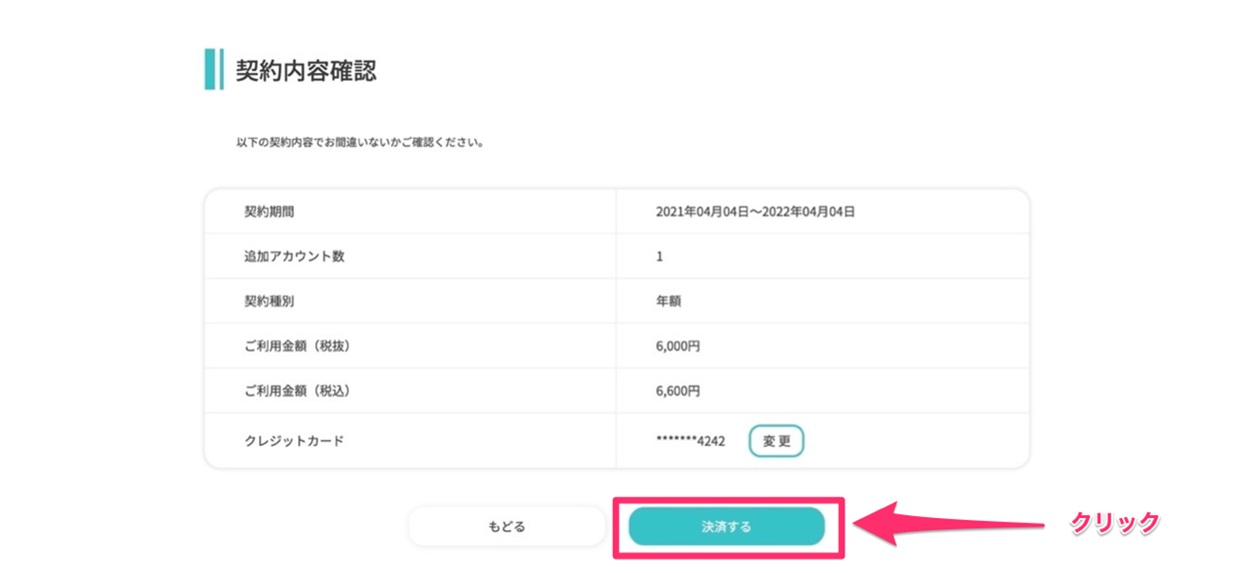 契約内容確認
以下の契約内容でお間違いないかご確認ください。
契約期間 2021年04月04日〜2022年04月04日
追加アカウント数 1
契約種別 年額
ご利用金額（税抜） 6,000円
ご利用金額（税込） 6,600円
クレジットカード *******4242 変更
もどる 決済する クリック